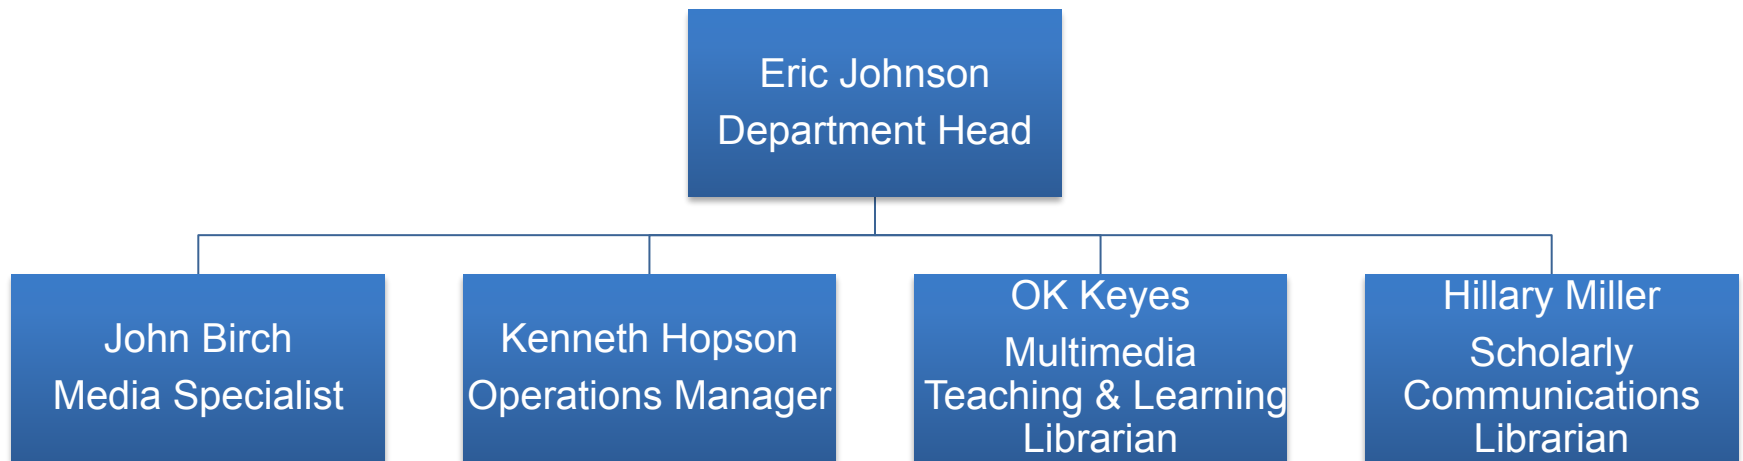 Eric Johnson
Department Head
John Birch
Media Specialist
Kenneth Hopson
Operations Manager
OK Keyes
Multimedia
Teaching & Learning
Librarian
Hillary Miller
Scholarly
Communications
Librarian